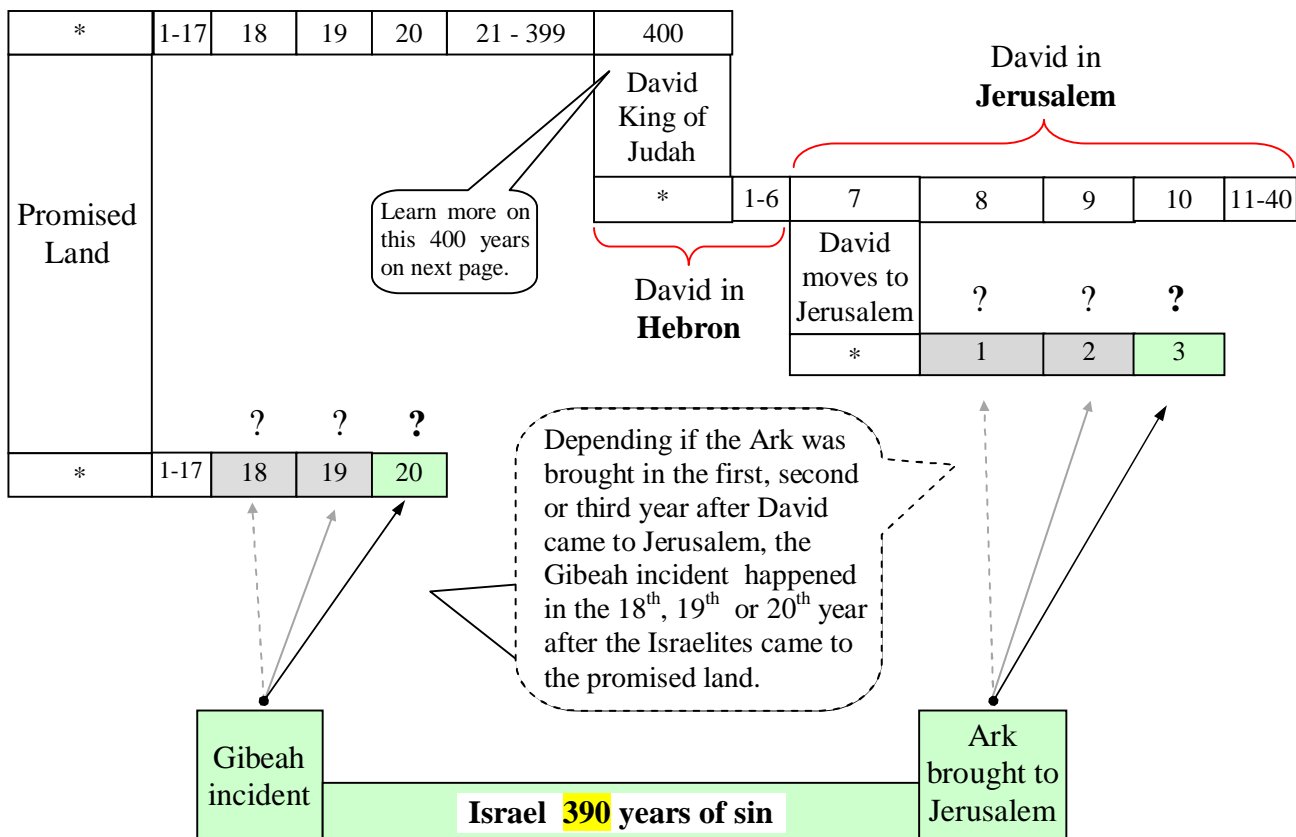 * 1-17 18 19 20 21 - 399 400
David in
Jerusalem
David
King of
Judah
Learn more on
this 400 years
on next page.
* 1-6 7 8 9 10 11-40
Promised
Land
David in
Hebron
David
moves to
Jerusalem
? ? ?
* 1 2 3
? ? ?
* 1-17 18 19 20
Depending if the Ark was
brought in the first, second
or third year after David
came to Jerusalem, the
Gibeah incident happened
in the 18th, 19th or 20th year
after the Israelites came to
the promised land.
Gibeah
incident
Ark
brought to
Jerusalem
Israel 390 years of sin